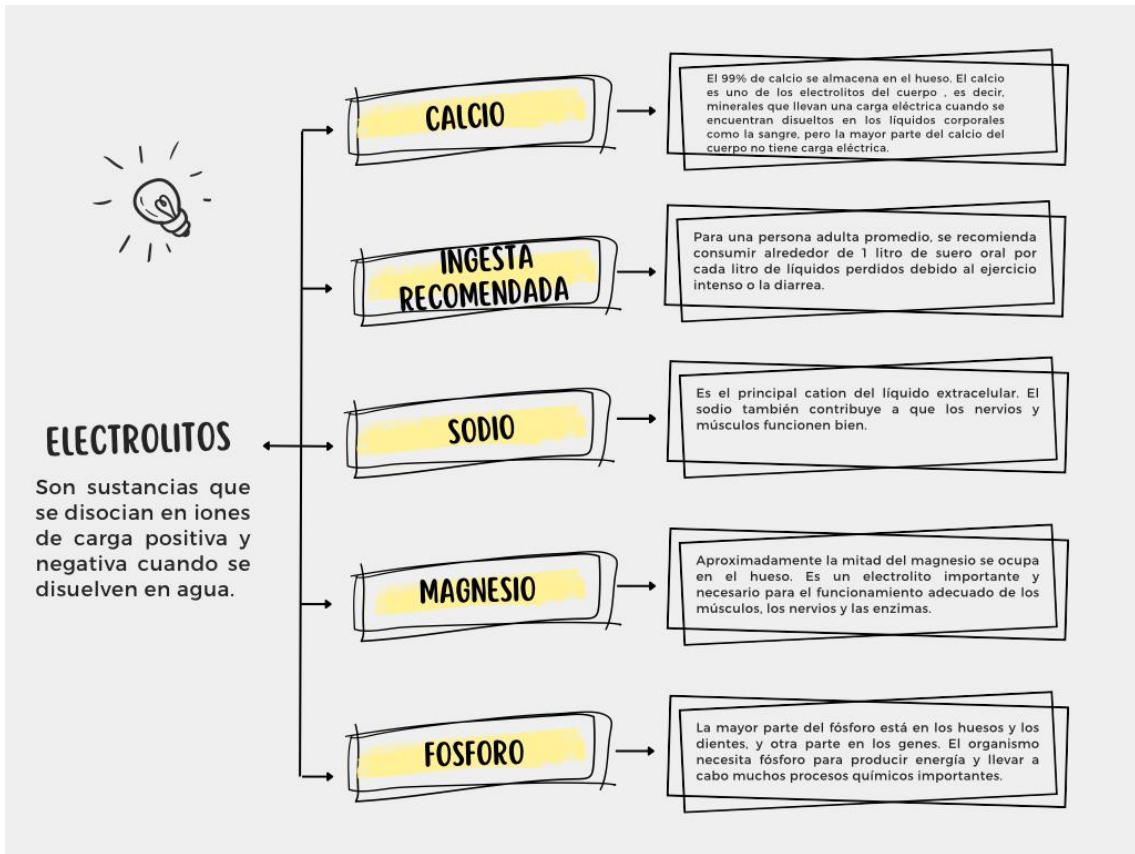 ELECTROLITOS
Son sustancias que
se disocian en iones
de carga positiva y
negativa cuando se
disuelven en agua.
CALCIO
El 99% de calcio se almacena en el hueso. El calcio
es uno de los electrolitos del cuerpo , es decir,
minerales que llevan una carga eléctrica cuando se
encuentran disueltos en los líquidos corporales
como la sangre, pero la mayor parte del calcio del
cuerpo no tiene carga eléctrica.
INGESTA
RECOMENDADA
Para una persona adulta promedio, se recomienda
consumir alrededor de 1 litro de suero oral por
cada litro de líquidos perdidos debido al ejercicio
intenso o la diarrea.
SODIO
Es el principal cation del líquido extracelular. El
sodio también contribuye a que los nervios y
músculos funcionen bien.
MAGNESIO
Aproximadamente la mitad del magnesio se ocupa
en el hueso. Es un electrolito importante y
necesario para el funcionamiento adecuado de los
músculos, los nervios y las enzimas.
FOSFORO
La mayor parte del fósforo está en los huesos y los
dientes, y otra parte en los genes. El organismo
necesita fósforo para producir energía y llevar a
cabo muchos procesos químicos importantes.